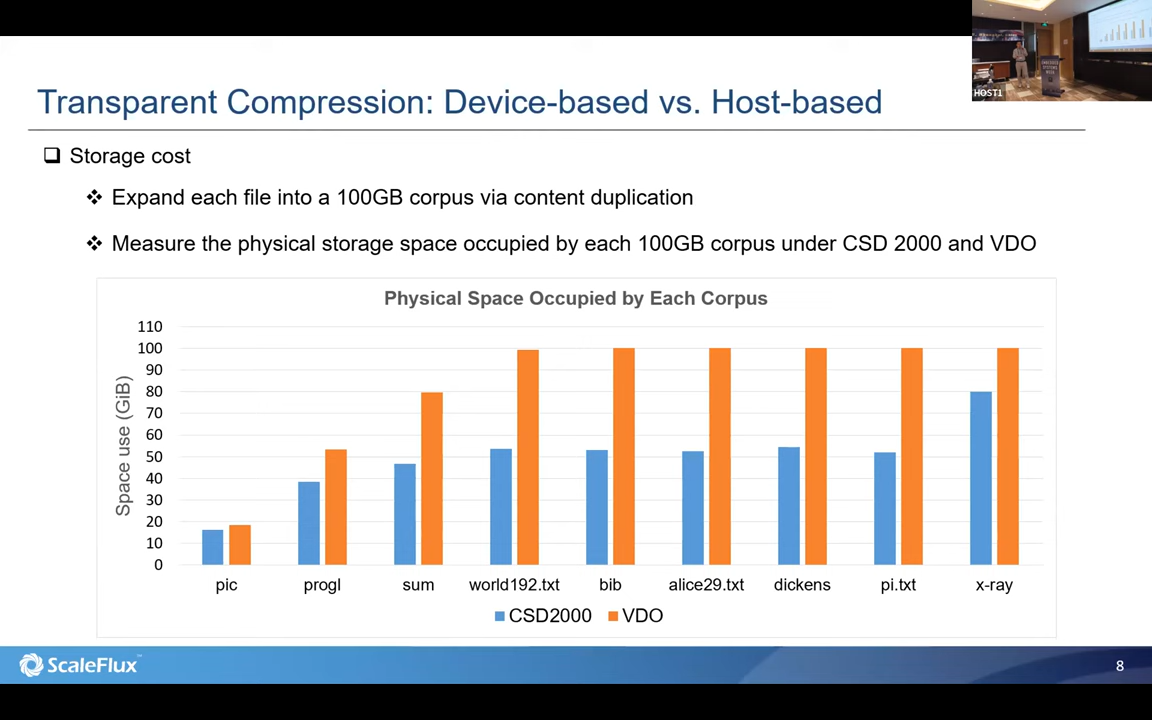 HOST1
Transparent Compression: Device-based vs. Host-based
Storage cost
Expand each file into a 100GB corpus via content duplication
Measure the physical storage space occupied by each 100GB corpus under CSD 2000 and VDO
Physical Space Occupied by Each Corpus
Space use (GiB)
110
100
90
80
70
60
50
40
30
20
10
0
pic progl sum world192.txt bib alice29.txt dickens pi.txt x-ray
CSD2000 VDO
ScaleFlux
8